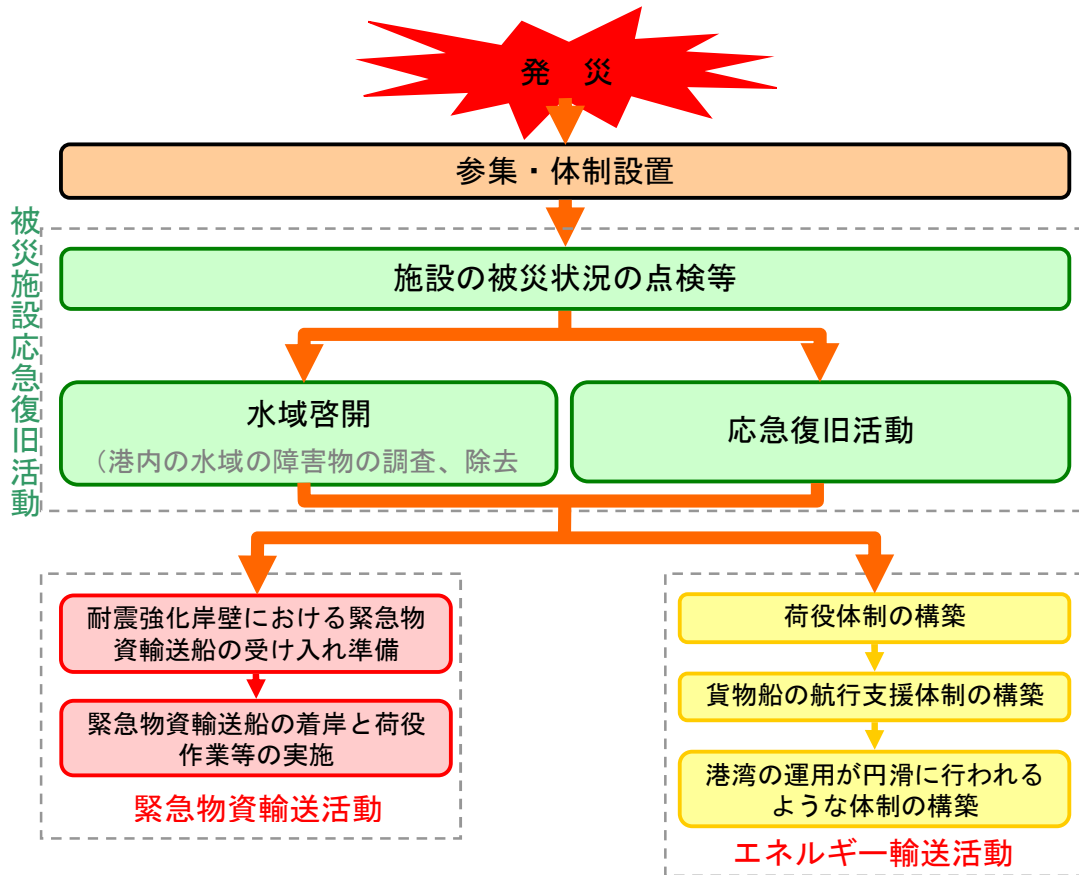 発　災
参集・体制設置
被災施設応急復旧活動
施設の被災状況の点検等
水域啓開
（港内の水域の障害物の調査、除去
応急復旧活動
耐震強化岸壁における緊急物
資輸送船の受け入れ準備
緊急物資輸送船の着岸と荷役
作業等の実施
緊急物資輸送活動
荷役体制の構築
貨物船の航行支援体制の構築
港湾の運用が円滑に行われる
ような体制の構築
エネルギー輸送活動